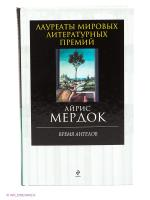 ЛАУРЕАТЫ МИРОВЫХ
ЛИТЕРАТУРНЫХ
ПРЕМИЙ
АЙРИС
МЕРДОК
ВРЕМЯ АНГЕЛОВ